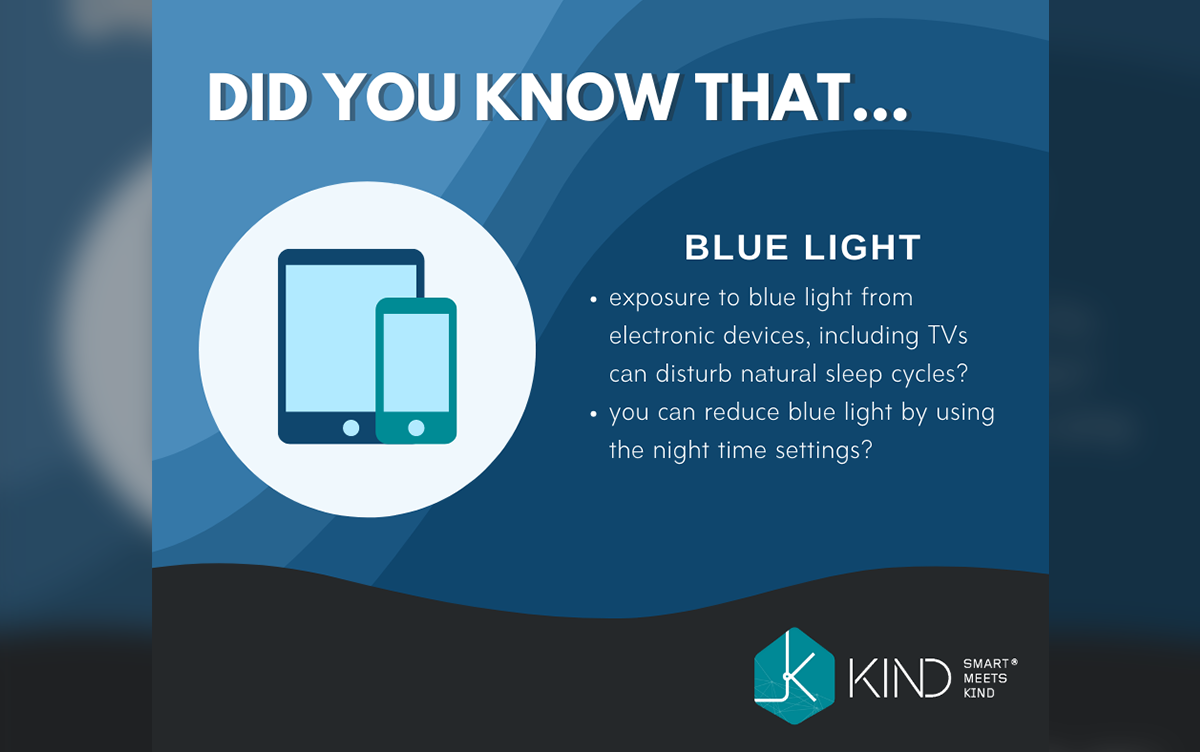 DID YOU KNOW THAT...
BLUE LIGHT
• exposure to blue light from
electronic devices, including TVs
can disturb natural sleep cycles?
• you can reduce blue light by using
the night time settings?
KIND
SMART®
MEETS
KIND